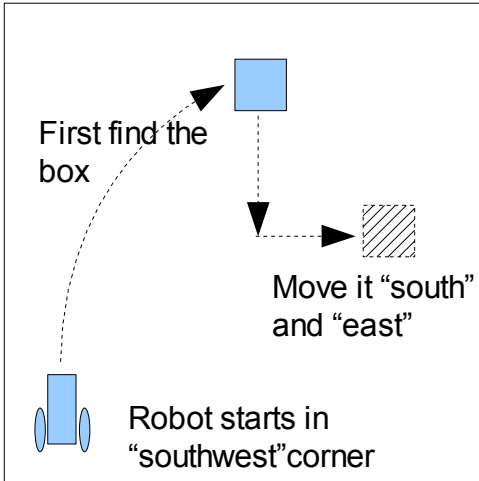 First find the
box
Move it “south”
and “east”
Robot starts in
“southwest”corner